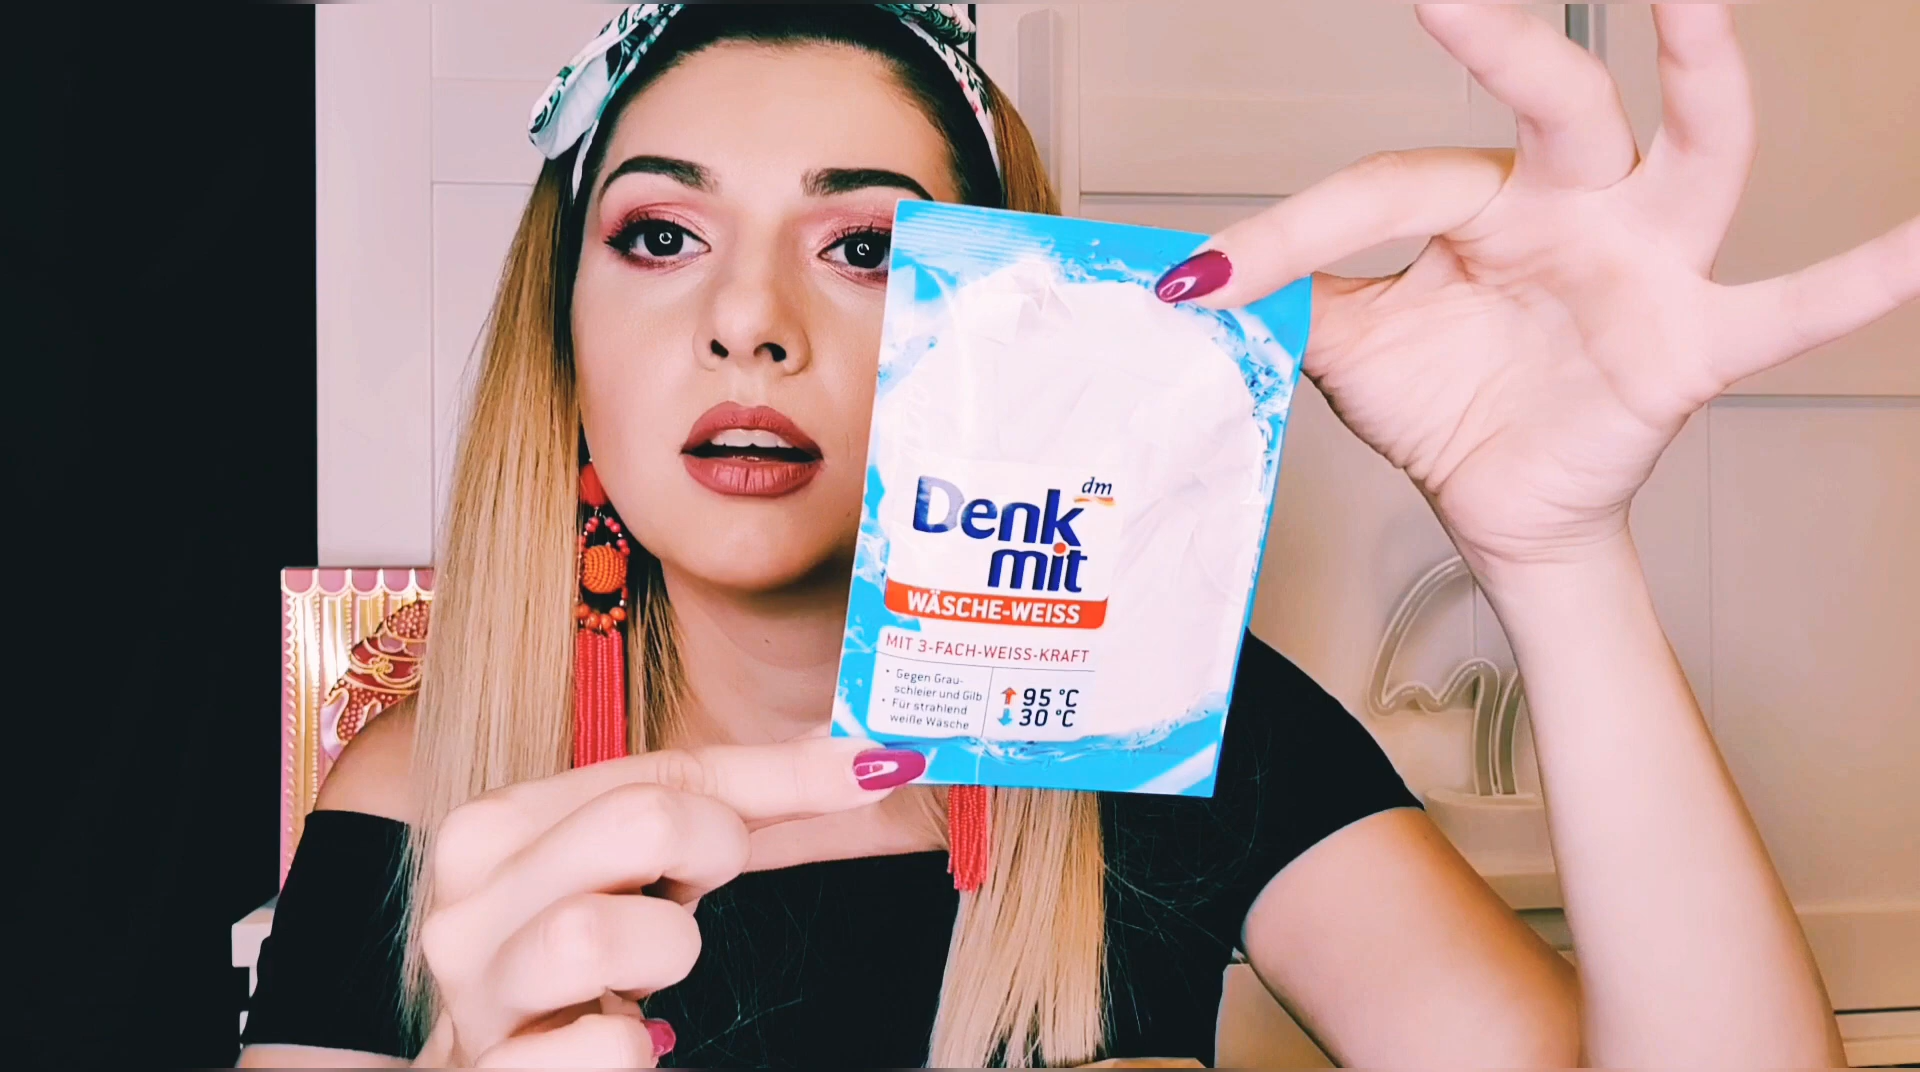 dm
Denk
mit
WÄSCHE-WEISS
MIT 3-FACH-WEISS-KRAFT
• Gegen Grau-
schleier und Gilb
• Für strahlend
weiße Wäsche
95 °C
30 °C